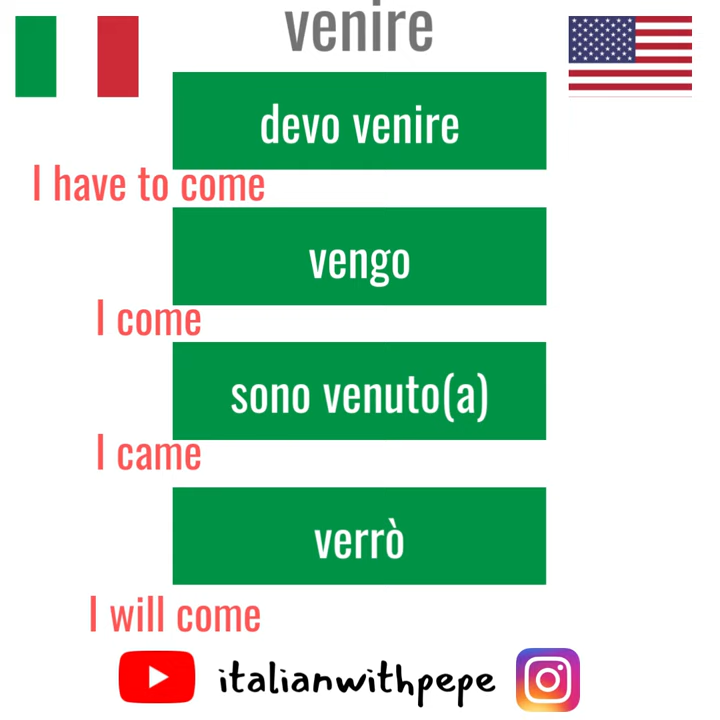 venire
devo venire
I have to come
vengo
I come
sono venuto(a)
I came
verrò
I will come
italianwithpepe